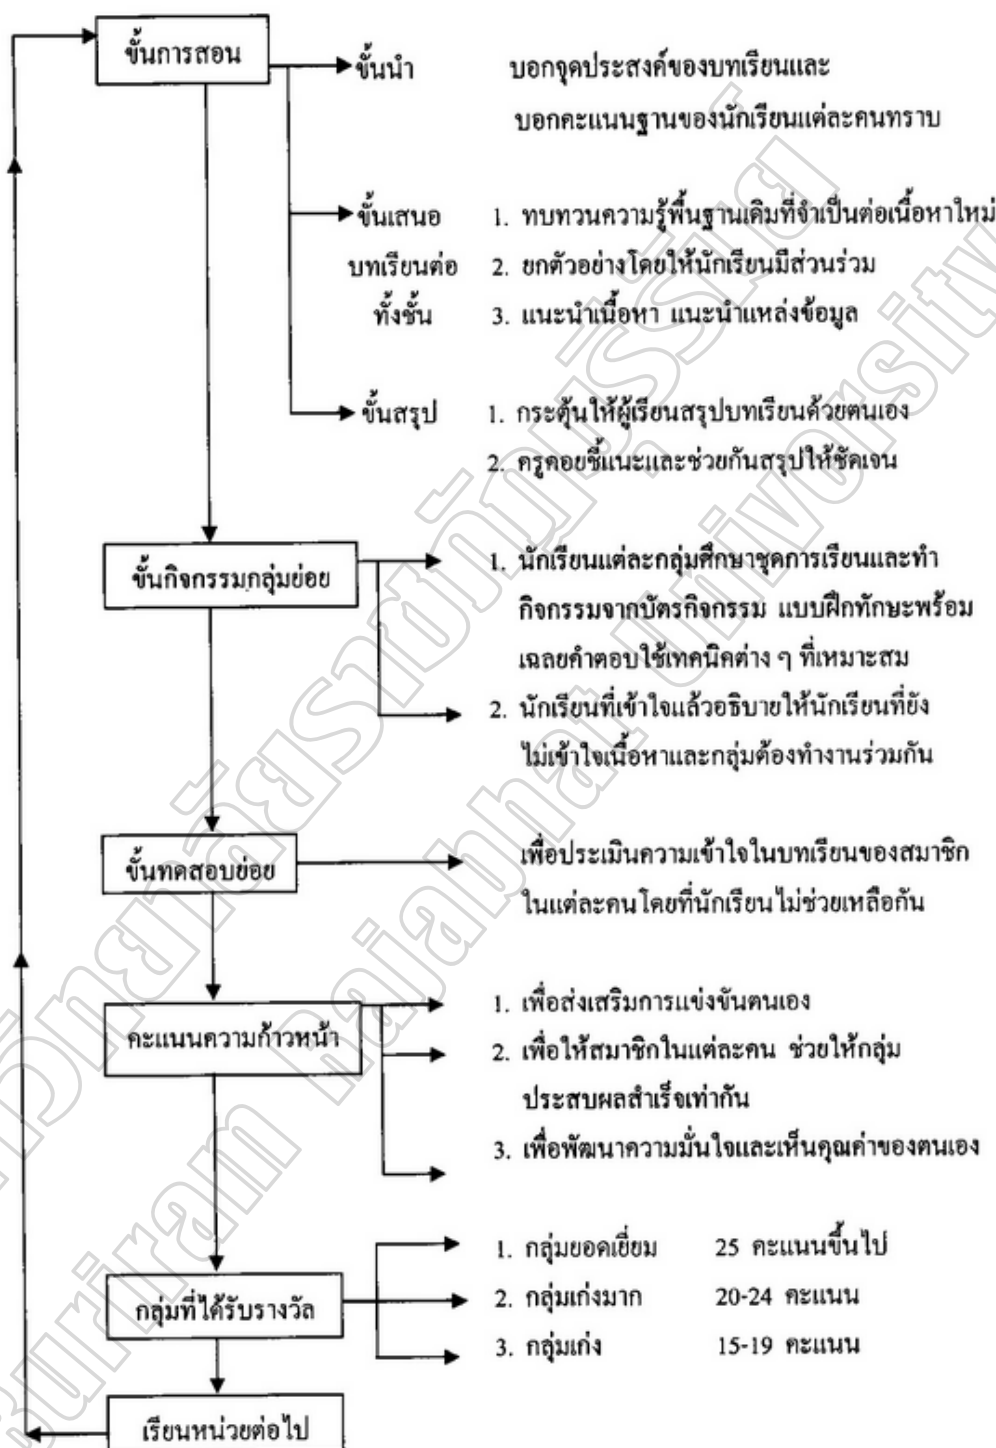 ขั้นการสอน
ขั้นนำ บอกจุดประสงค์ของบทเรียนและ
บอกคะแนนฐานของนักเรียนแต่ละคนทราบ
ขั้นเสนอ 1. ทบทวนความรู้พื้นฐานเดิมที่จำเป็นต่อเนื้อหาใหม่
บทเรียนต่อ 2. ยกตัวอย่างโดยให้นักเรียนมีส่วนร่วม
ทั้งชั้น 3. แนะนำเนื้อหา แนะนำแหล่งข้อมูล
ขั้นสรุป 1. กระตุ้นให้ผู้เรียนสรุปบทเรียนด้วยตนเอง
2. ครูคอยชี้แนะและช่วยกันสรุปให้ชัดเจน
ขั้นกิจกรรมกลุ่มย่อย
1. นักเรียนแต่ละกลุ่มศึกษาชุดการเรียนและทำ
กิจกรรมจากบัตรกิจกรรม แบบฝึกทักษะพร้อม
เฉลยคำตอบใช้เทคนิคต่าง ๆ ที่เหมาะสม
2. นักเรียนที่เข้าใจแล้วอธิบายให้นักเรียนที่ยัง
ไม่เข้าใจเนื้อหาและกลุ่มต้องทำงานร่วมกัน
ขั้นทดสอบย่อย
เพื่อประเมินความเข้าใจในบทเรียนของสมาชิก
ในแต่ละคนโดยที่นักเรียนไม่ช่วยเหลือกัน
คะแนนความก้าวหน้า
1. เพื่อส่งเสริมการแข่งขันตนเอง
2. เพื่อให้สมาชิกในแต่ละคน ช่วยให้กลุ่ม
ประสบผลสำเร็จเท่ากัน
3. เพื่อพัฒนาความมั่นใจและเห็นคุณค่าของตนเอง
กลุ่มที่ได้รับรางวัล
1. กลุ่มยอดเยี่ยม 25 คะแนนขึ้นไป
2. กลุ่มเก่งมาก 20-24 คะแนน
3. กลุ่มเก่ง 15-19 คะแนน
เรียนหน่วยต่อไป
มหาวิทยาลัยราชภัฏบุรีรัมย์
Buriram Rajabhat University